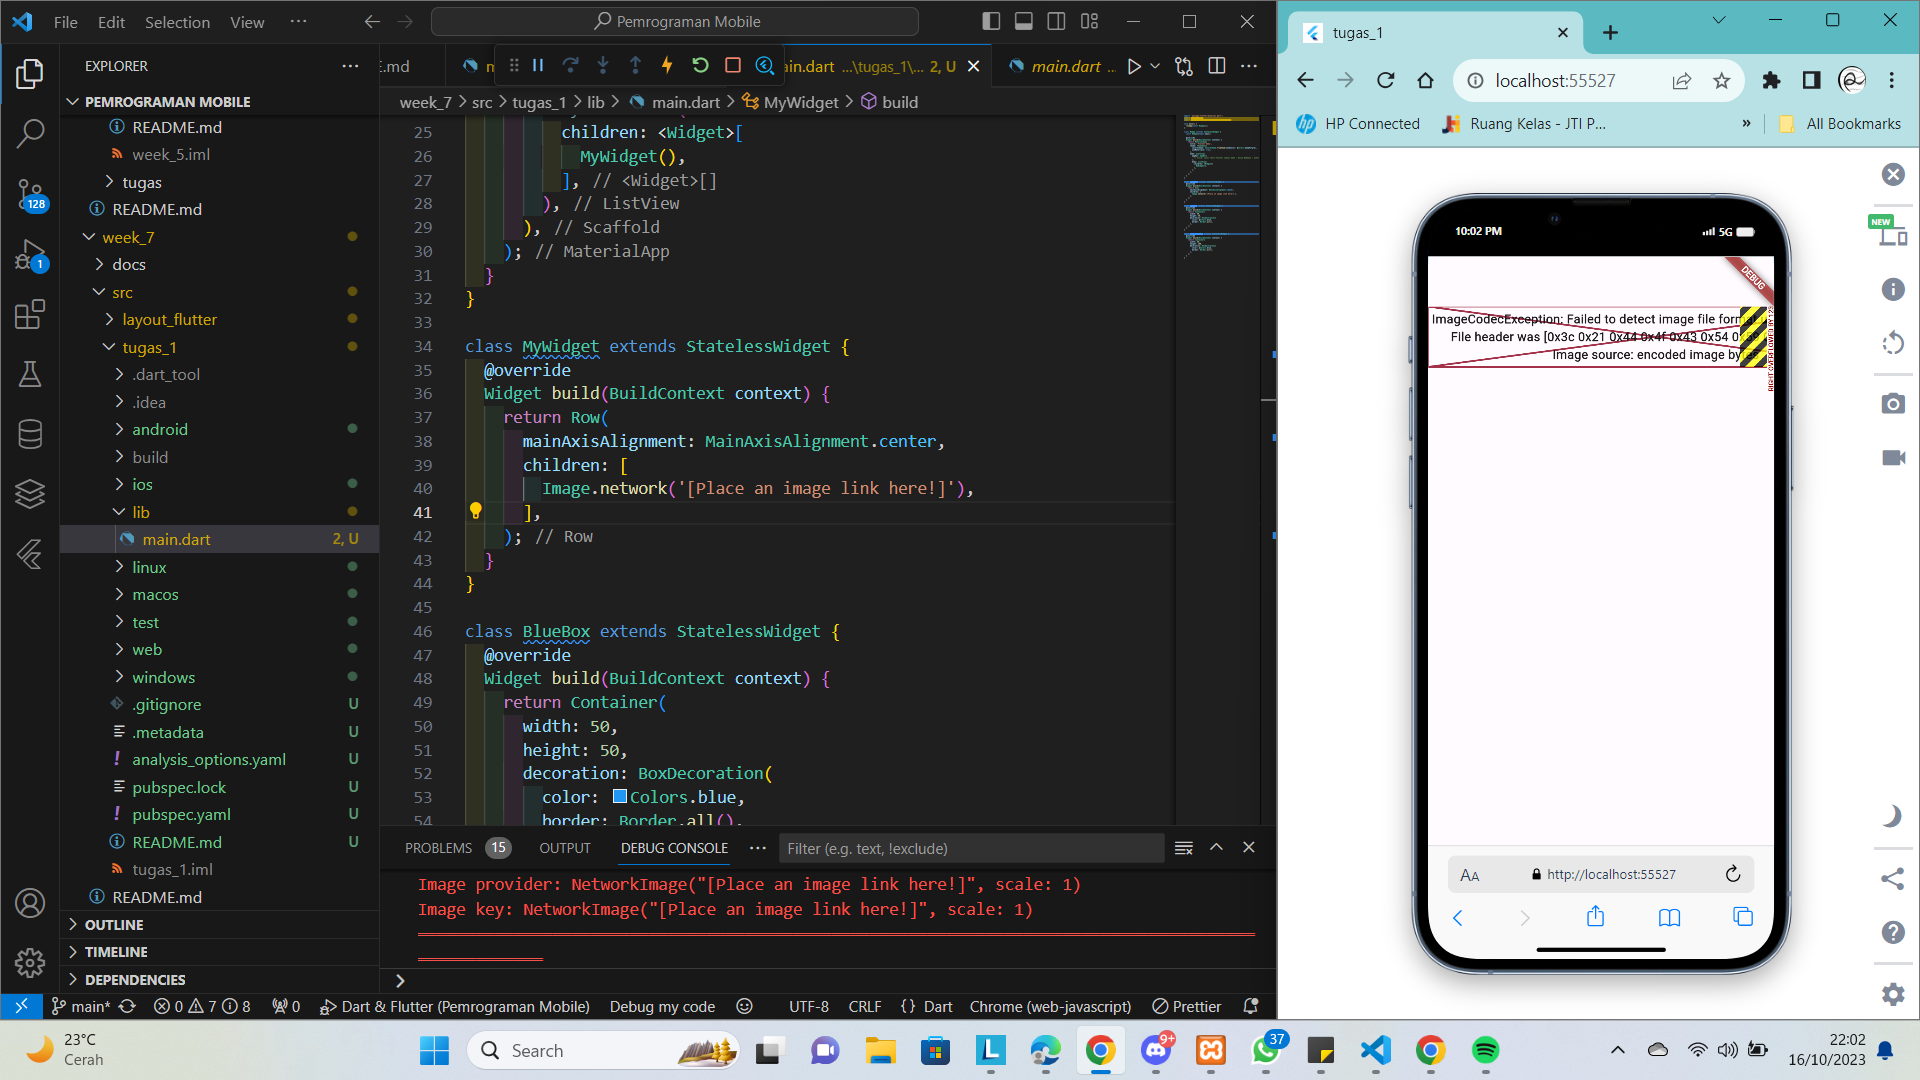 File Edit Selection View ···
Pemrograman Mobile
EXPLORER
PEMROGRAMAN MOBILE
README.md
week_5.iml
tugas
README.md
week_7
docs
src
layout_flutter
tugas_1
.dart_tool
.idea
android
build
ios
lib
main.dart 2, U
linux
macos
test
web
windows
.gitignore U
.metadata U
analysis_options.yaml U
pubspec.lock U
pubspec.yaml U
README.md U
tugas_1.iml
README.md
OUTLINE
TIMELINE
DEPENDENCIES
128
1
.md
ain.dart ...\tugas_1\... 2, U
main.dart ...
week_7 > src > tugas_1 > lib > main.dart > MyWidget > build
25 children: <Widget>[
26 MyWidget(),
27 ], // <Widget>[]
28 ), // ListView
29 ), // Scaffold
30 ); // MaterialApp
31 }
32 }
33
34 class MyWidget extends StatelessWidget {
35 @override
36 Widget build(BuildContext context) {
37 return Row(
38 mainAxisAlignment: MainAxisAlignment.center,
39 children: [
40 Image.network('[Place an image link here!]'),
41 ],
42 ); // Row
43 }
44 }
45
46 class BlueBox extends StatelessWidget {
47 @override
48 Widget build(BuildContext context) {
49 return Container(
50 width: 50,
51 height: 50,
52 decoration: BoxDecoration(
53 color: Colors.blue,
54 border: Border.all(),
PROBLEMS 15 OUTPUT DEBUG CONSOLE ··· Filter (e.g. text, !exclude)
Image provider: NetworkImage("[Place an image link here!]", scale: 1)
Image key: NetworkImage("[Place an image link here!]", scale: 1)
main* 0 7 8 0 Dart & Flutter (Pemrograman Mobile) Debug my code UTF-8 CRLF {} Dart Chrome (web-javascript) Prettier
tugas_1
localhost:55527
HP Connected Ruang Kelas - JTI P... » All Bookmarks
NEW
10:02 PM 5G
DEBUG
ImageCodecException: Failed to detect image file
File header was [0x3c 0x21 0x44 0x4f 0x43 0x54
Image source: encoded image
RIGHT OVERFLOWED BY
AA http://localhost:55527
23°C
Cerah
Search
9+
37
22:02
16/10/2023